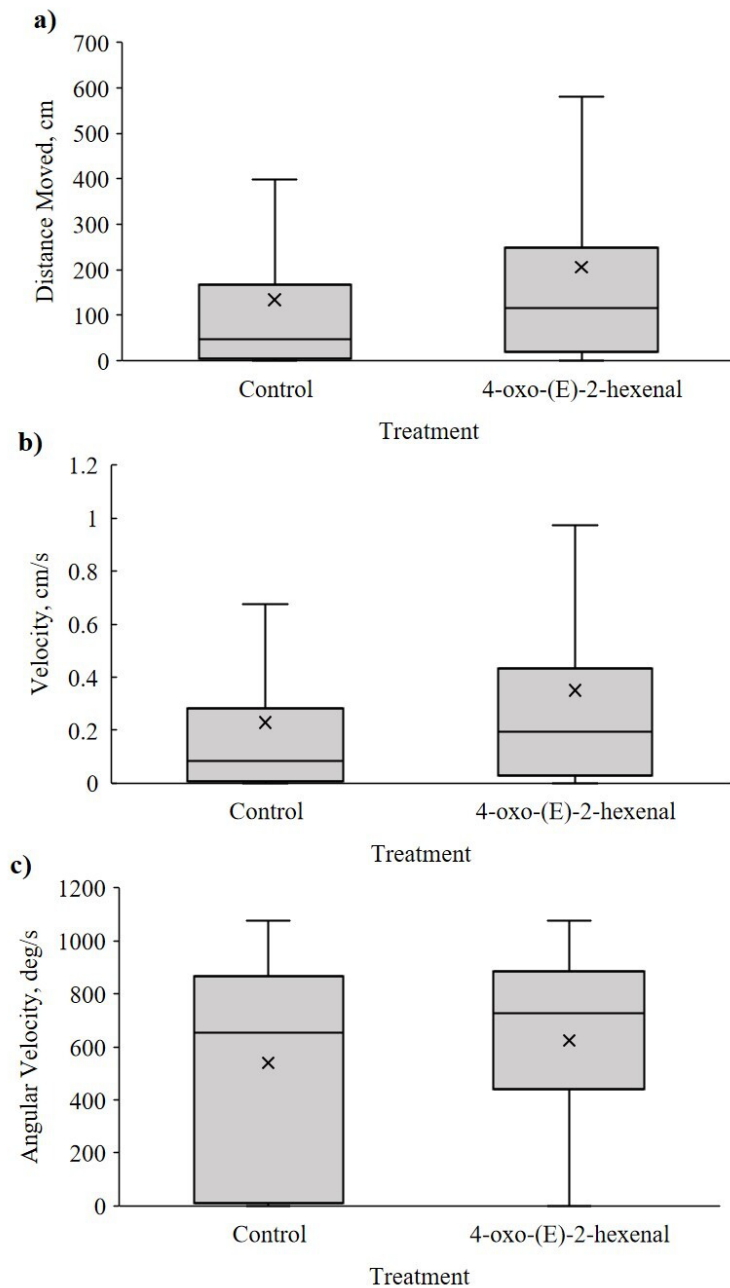 a)
700
600
500
400
300
200
100
0
Distance Moved, cm
Control 4-oxo-(E)-2-hexenal
Treatment
b)
1.2
1
0.8
0.6
0.4
0.2
0
Velocity, cm/s
Control 4-oxo-(E)-2-hexenal
Treatment
c)
1200
1000
800
600
400
200
0
Angular Velocity, deg/s
Control 4-oxo-(E)-2-hexenal
Treatment